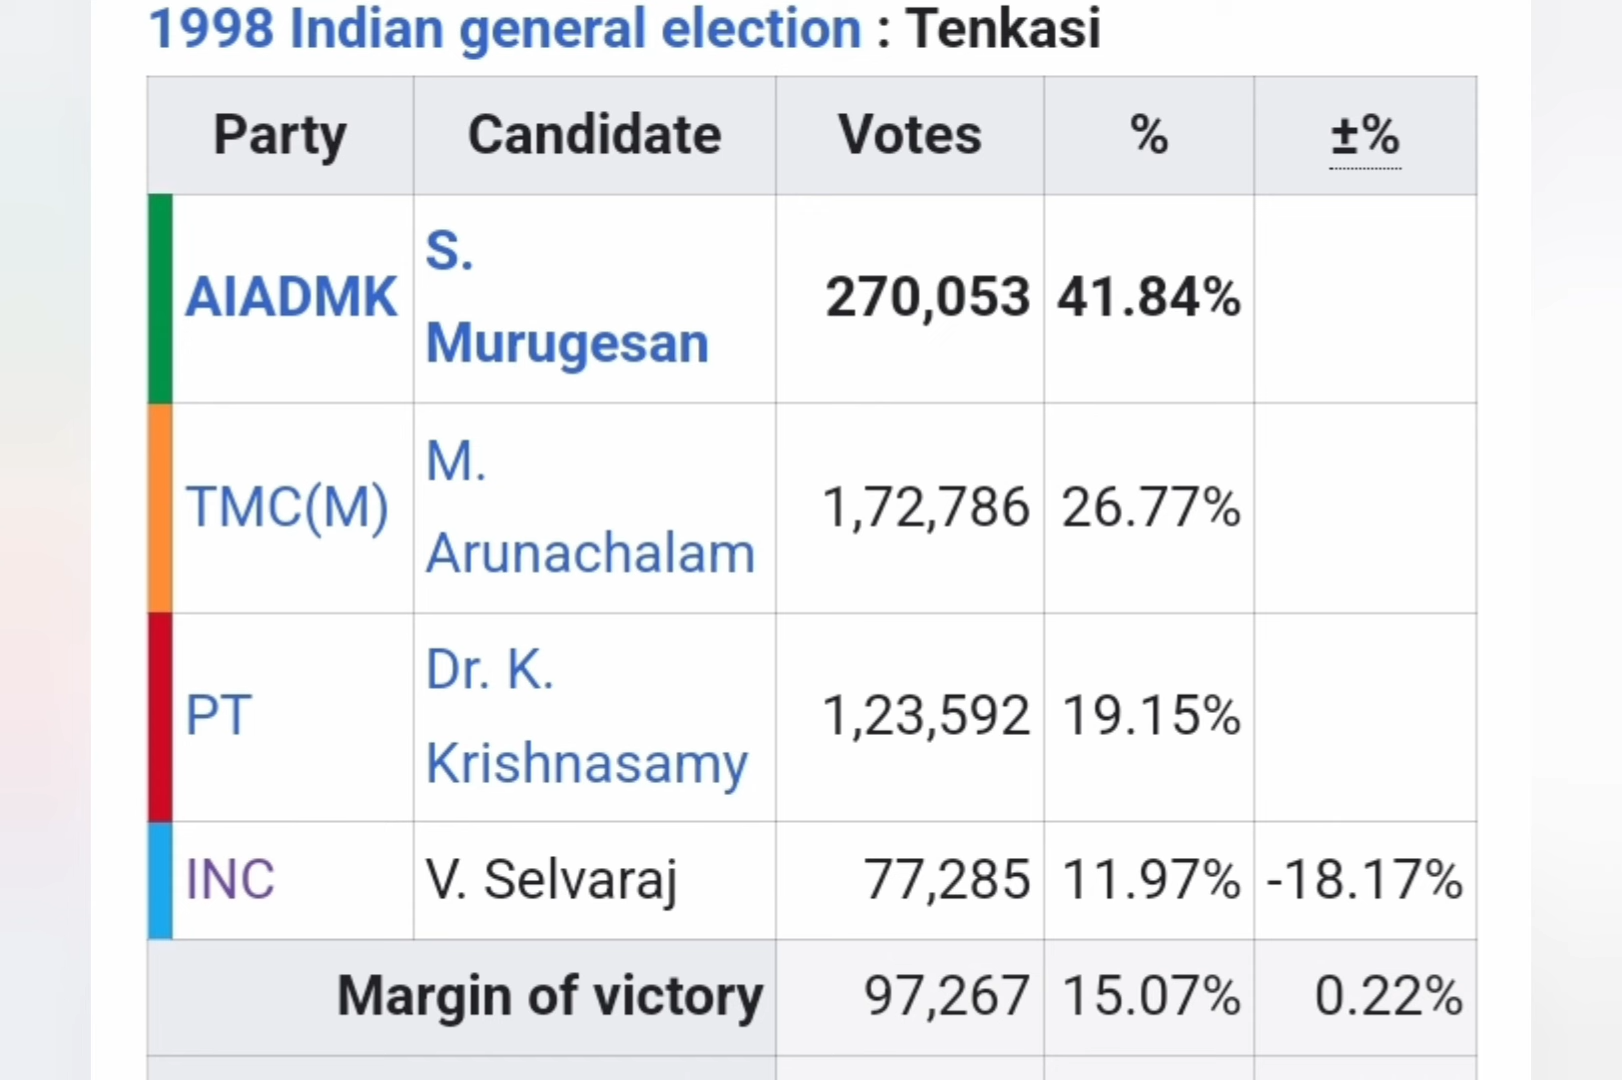 1998 Indian general election : Tenkasi
Party Candidate Votes % ±%
AIADMK S. Murugesan 270,053 41.84%
TMC(M) M. Arunachalam 1,72,786 26.77%
PT Dr. K. Krishnasamy 1,23,592 19.15%
INC V. Selvaraj 77,285 11.97% -18.17%
Margin of victory 97,267 15.07% 0.22%